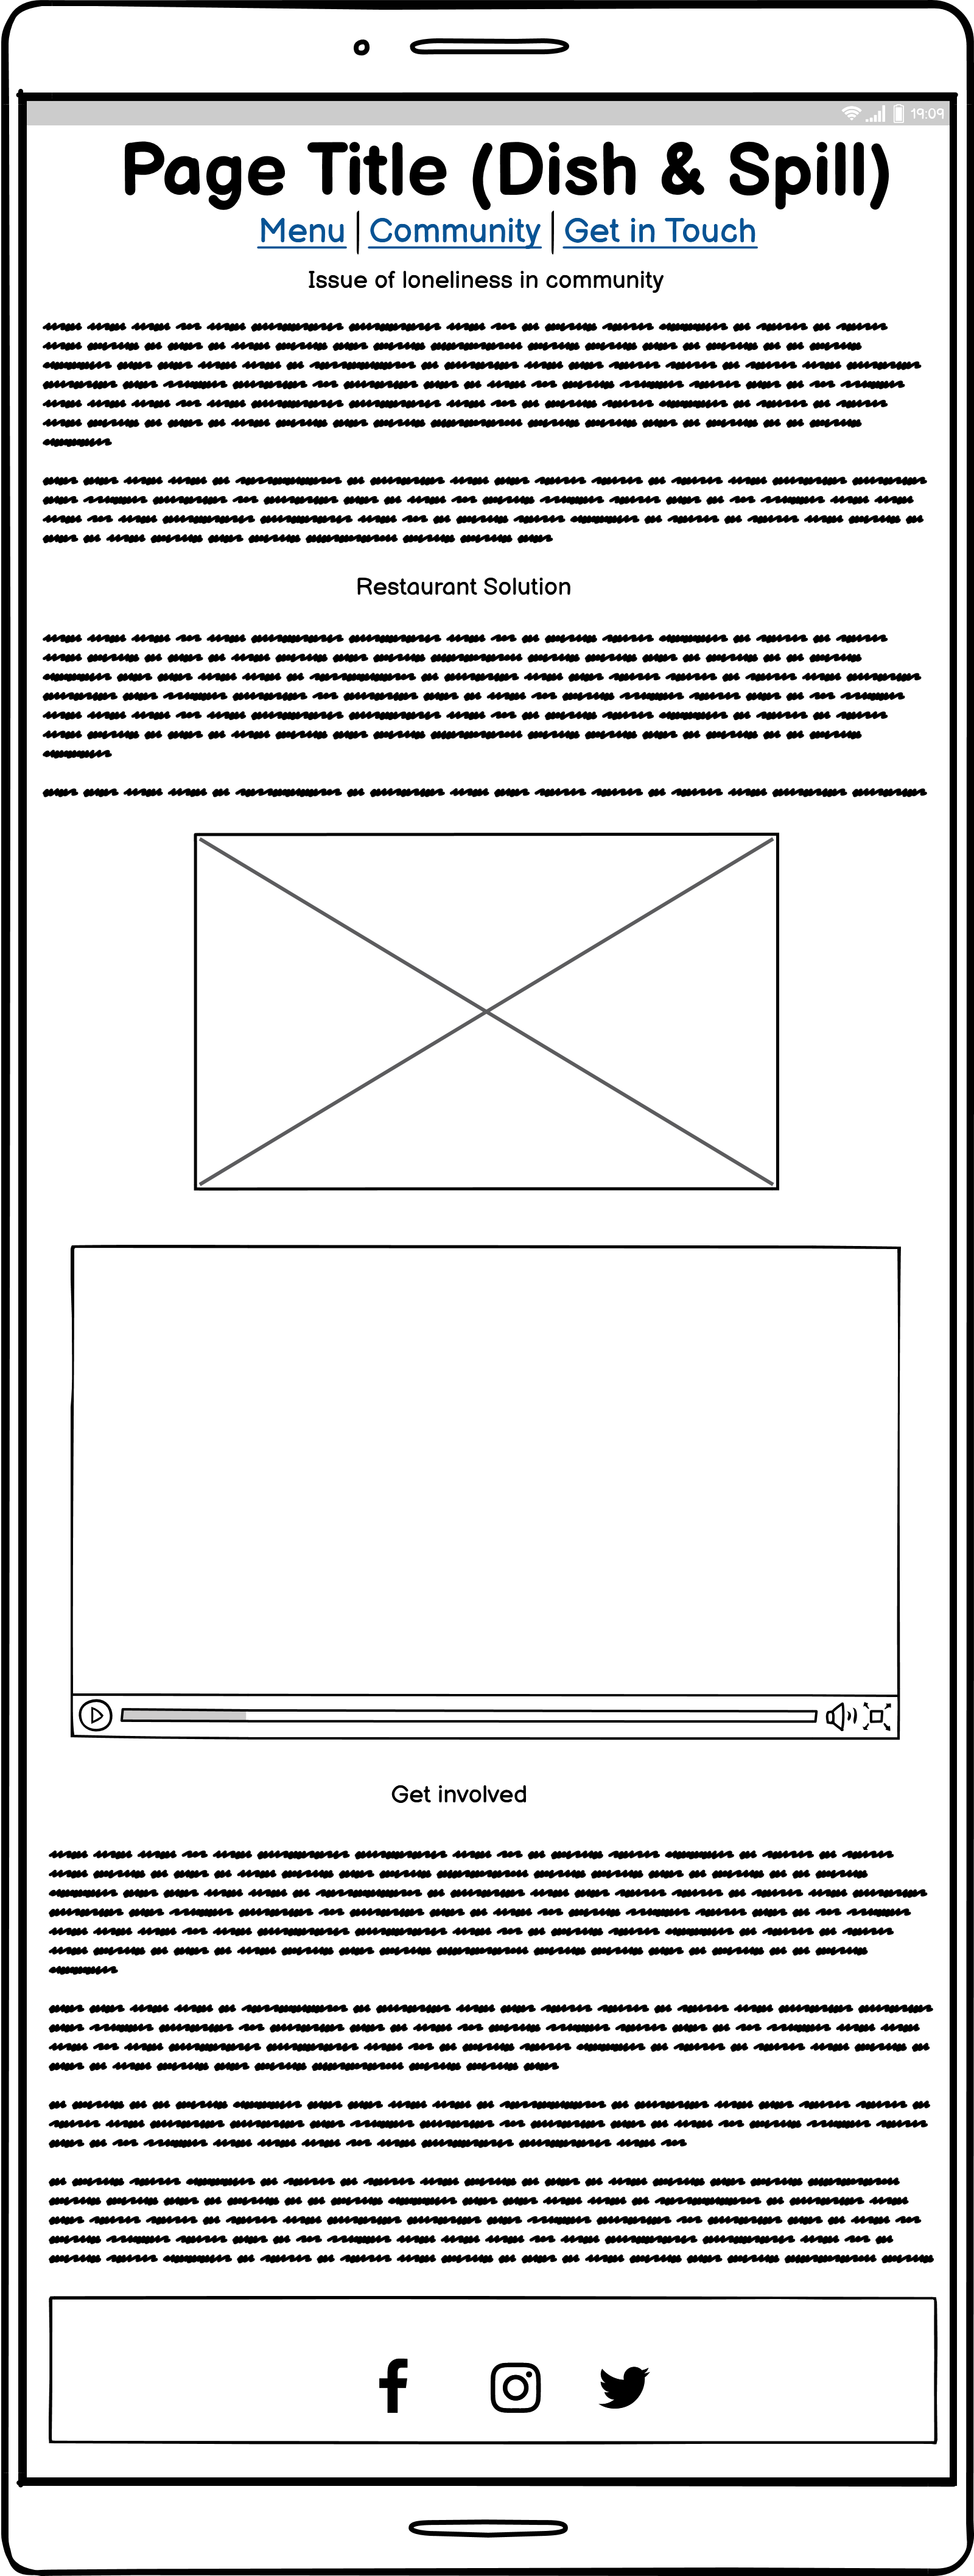 19:09
Page Title (Dish & Spill)
Menu | Community | Get in Touch
Issue of loneliness in community
Restaurant Solution
Get involved